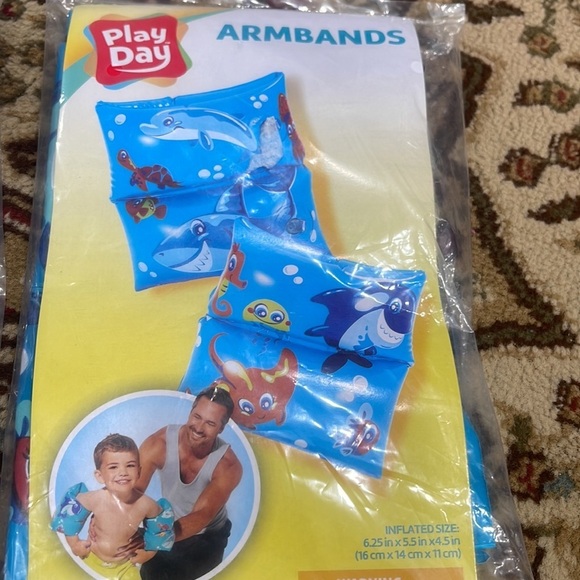 Play
Day
ARMBANDS
INFLATED SIZE:
6.25 in x 5.5 in x 4.5 in
(16 cm x 14 cm x 11 cm)